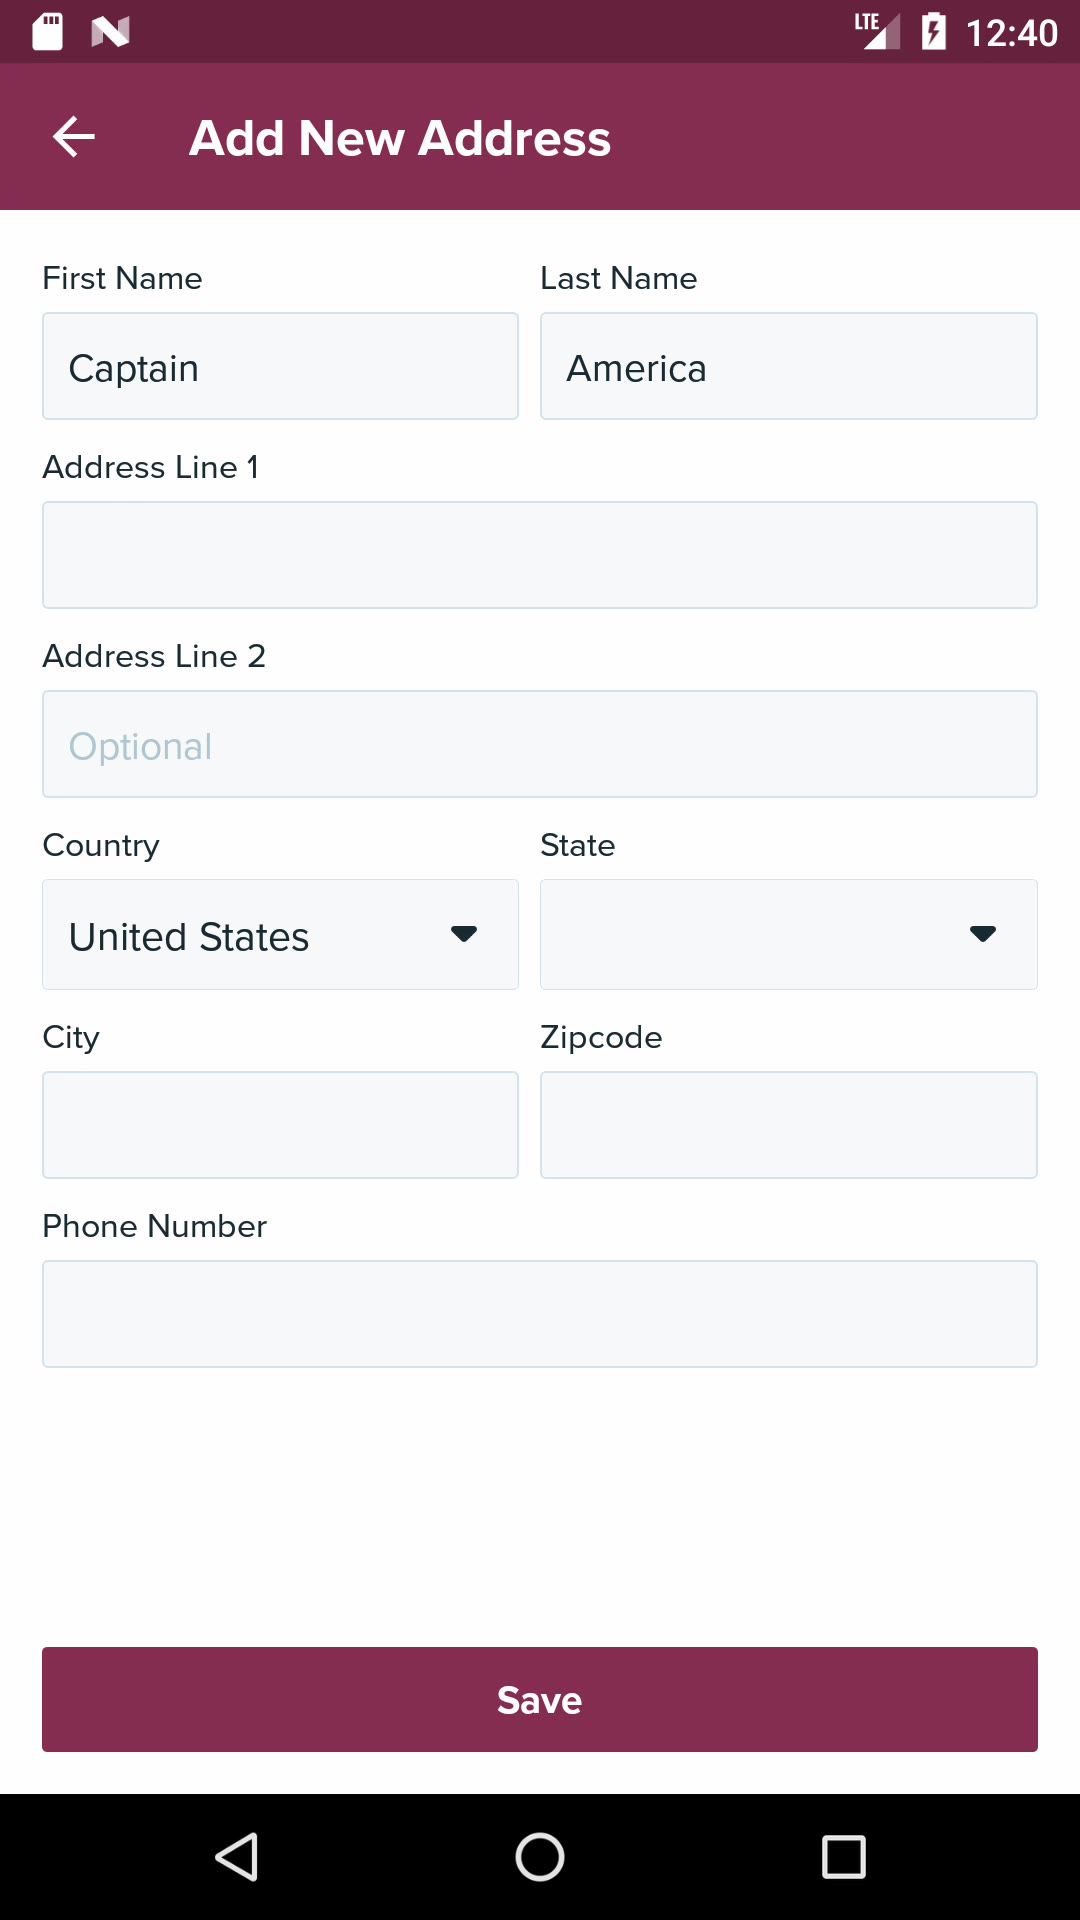 LTE 12:40
Add New Address
First Name Last Name
Captain America
Address Line 1
Address Line 2
Optional
Country State
United States
City Zipcode
Phone Number
Save